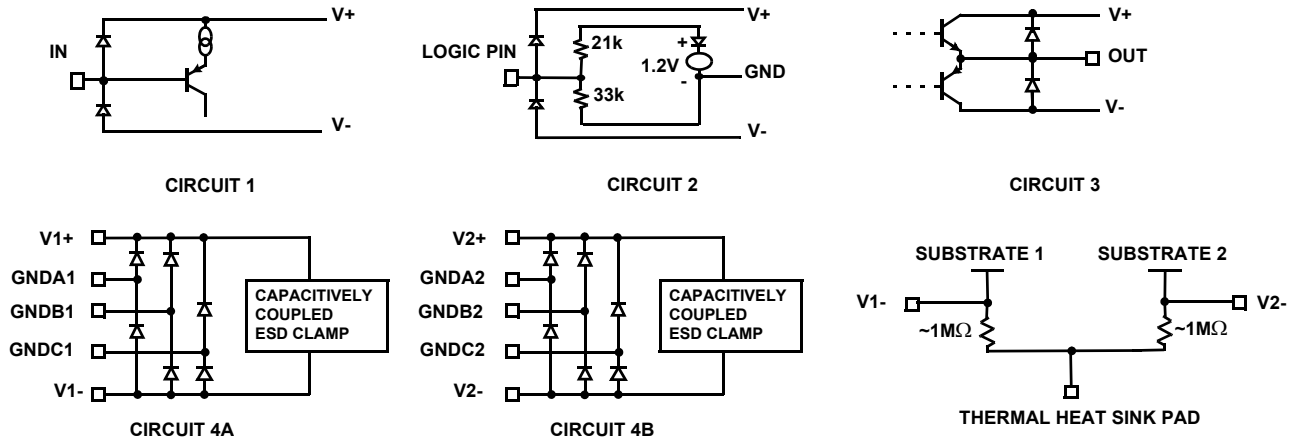 V+
IN
V-
CIRCUIT 1
V+
LOGIC PIN
21k
+
1.2V
-
GND
33k
V-
CIRCUIT 2
V+
OUT
V-
CIRCUIT 3
V1+
GNDA1
GNDB1
GNDC1
V1-
CAPACITIVELY
COUPLED
ESD CLAMP
CIRCUIT 4A
V2+
GNDA2
GNDB2
GNDC2
V2-
CAPACITIVELY
COUPLED
ESD CLAMP
CIRCUIT 4B
SUBSTRATE 1
SUBSTRATE 2
V1-
V2-
~1MΩ
~1MΩ
THERMAL HEAT SINK PAD